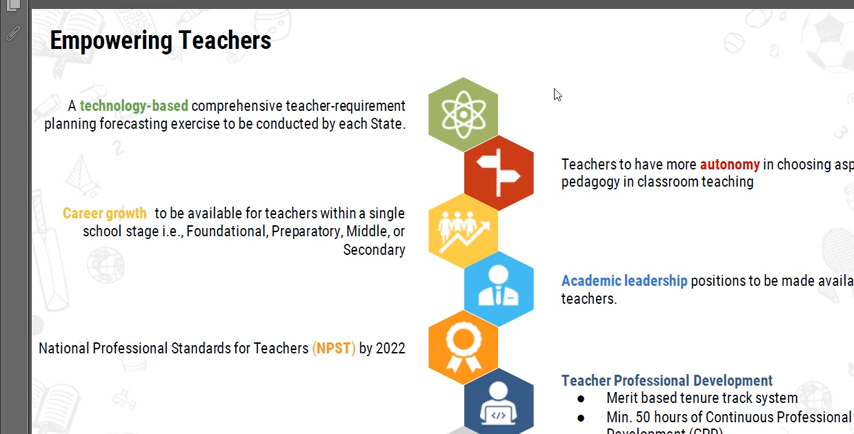 Empowering Teachers
A technology-based comprehensive teacher-requirement
planning forecasting exercise to be conducted by each State.
Teachers to have more autonomy in choosing
pedagogy in classroom teaching
Career growth to be available for teachers within a single
school stage i.e., Foundational, Preparatory, Middle, or
Secondary
Academic leadership positions to be made
teachers.
National Professional Standards for Teachers (NPST) by 2022
Teacher Professional Development
● Merit based tenure track system
● Min. 50 hours of Continuous Professional
Development (CPD)